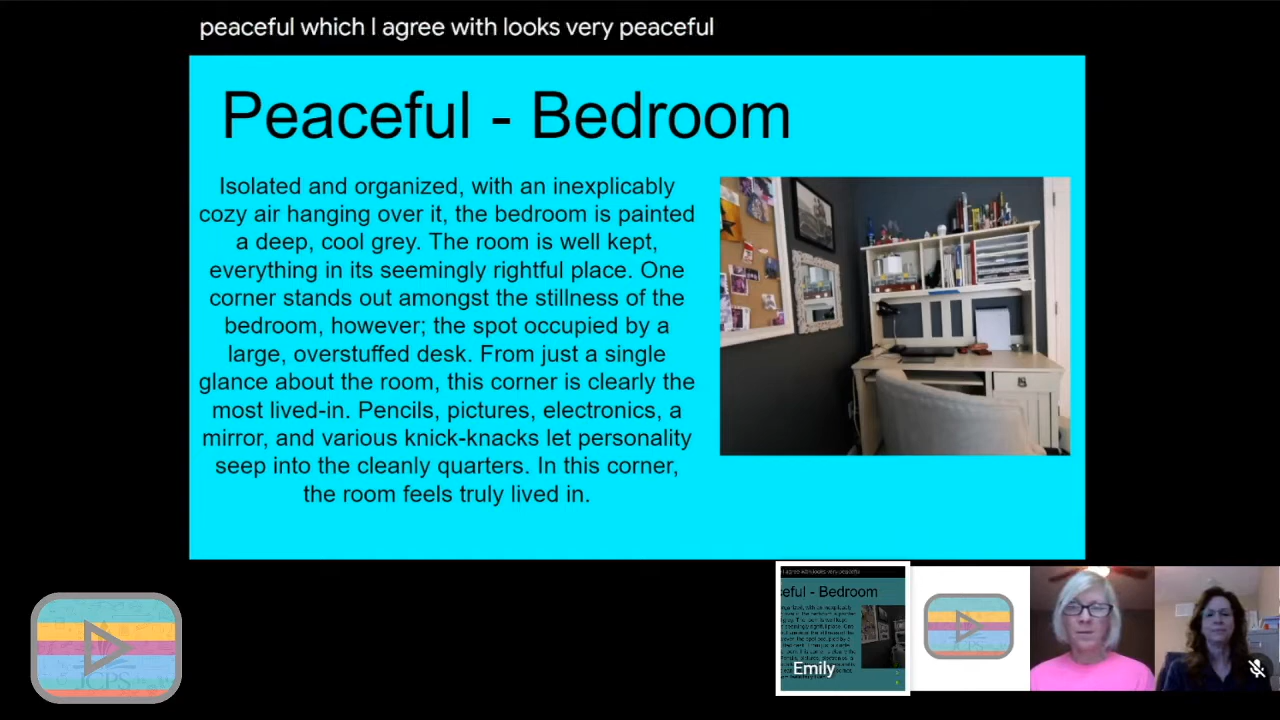 peaceful which I agree with looks very peaceful
Peaceful - Bedroom
Isolated and organized, with an inexplicably
cozy air hanging over it, the bedroom is painted
a deep, cool grey. The room is well kept,
everything in its seemingly rightful place. One
corner stands out amongst the stillness of the
bedroom, however; the spot occupied by a
large, overstuffed desk. From just a single
glance about the room, this corner is clearly the
most lived-in. Pencils, pictures, electronics, a
mirror, and various knick-knacks let personality
seep into the cleanly quarters. In this corner,
the room feels truly lived in.
JCPS
eful - Bedroom
Emily